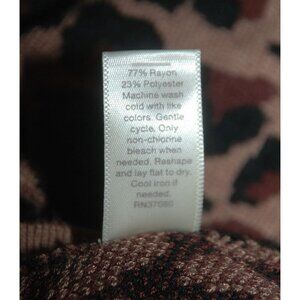 77% Rayon
23% Polyester
Machine wash
cold with like
colors. Gentle
cycle. Only
non-chlorine
bleach when
needed. Reshape
and lay flat to dry.
Cool iron if
needed.